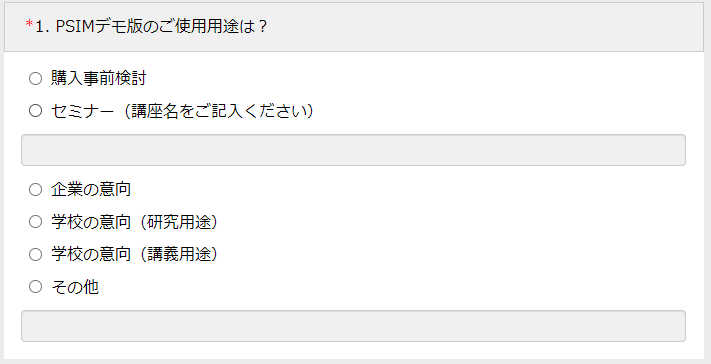 *1. PSIMデモ版のご使用用途は？
購入事前検討
セミナー（講座名をご記入ください）
企業の意向
学校の意向（研究用途）
学校の意向（講義用途）
その他